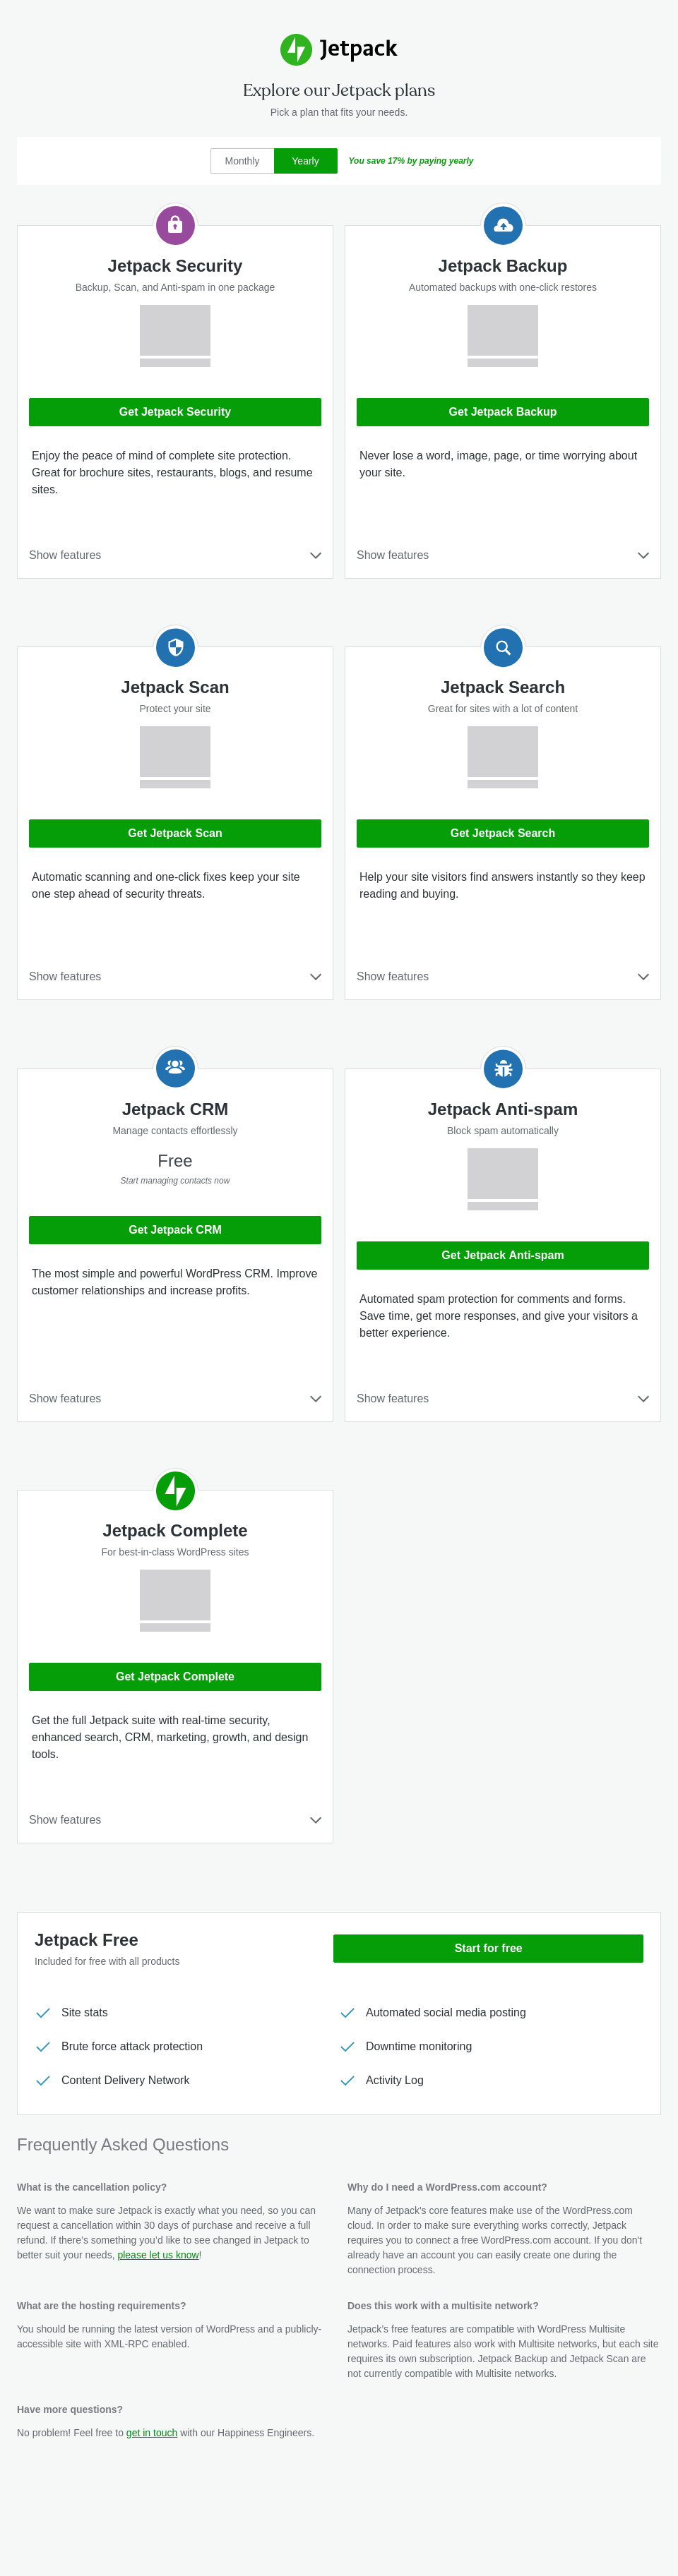 Jetpack
Explore our Jetpack plans
Pick a plan that fits your needs.
Monthly
Yearly
You save 17% by paying yearly
Jetpack Security
Backup, Scan, and Anti-spam in one package
Get Jetpack Security
Enjoy the peace of mind of complete site protection.
Great for brochure sites, restaurants, blogs, and resume
sites.
Show features
Jetpack Backup
Automated backups with one-click restores
Get Jetpack Backup
Never lose a word, image, page, or time worrying about
your site.
Show features
Jetpack Scan
Protect your site
Get Jetpack Scan
Automatic scanning and one-click fixes keep your site
one step ahead of security threats.
Show features
Jetpack Search
Great for sites with a lot of content
Get Jetpack Search
Help your site visitors find answers instantly so they keep
reading and buying.
Show features
Jetpack CRM
Manage contacts effortlessly
Free
Start managing contacts now
Get Jetpack CRM
The most simple and powerful WordPress CRM. Improve
customer relationships and increase profits.
Show features
Jetpack Anti-spam
Block spam automatically
Get Jetpack Anti-spam
Automated spam protection for comments and forms.
Save time, get more responses, and give your visitors a
better experience.
Show features
Jetpack Complete
For best-in-class WordPress sites
Get Jetpack Complete
Get the full Jetpack suite with real-time security,
enhanced search, CRM, marketing, growth, and design
tools.
Show features
Jetpack Free
Included for free with all products
Start for free
Site stats
Automated social media posting
Brute force attack protection
Downtime monitoring
Content Delivery Network
Activity Log
Frequently Asked Questions
What is the cancellation policy?
We want to make sure Jetpack is exactly what you need, so you can
request a cancellation within 30 days of purchase and receive a full
refund. If there’s something you’d like to see changed in Jetpack to
better suit your needs, please let us know!
Why do I need a WordPress.com account?
Many of Jetpack's core features make use of the WordPress.com
cloud. In order to make sure everything works correctly, Jetpack
requires you to connect a free WordPress.com account. If you don't
already have an account you can easily create one during the
connection process.
What are the hosting requirements?
You should be running the latest version of WordPress and a publicly-
accessible site with XML-RPC enabled.
Does this work with a multisite network?
Jetpack’s free features are compatible with WordPress Multisite
networks. Paid features also work with Multisite networks, but each site
requires its own subscription. Jetpack Backup and Jetpack Scan are
not currently compatible with Multisite networks.
Have more questions?
No problem! Feel free to get in touch with our Happiness Engineers.